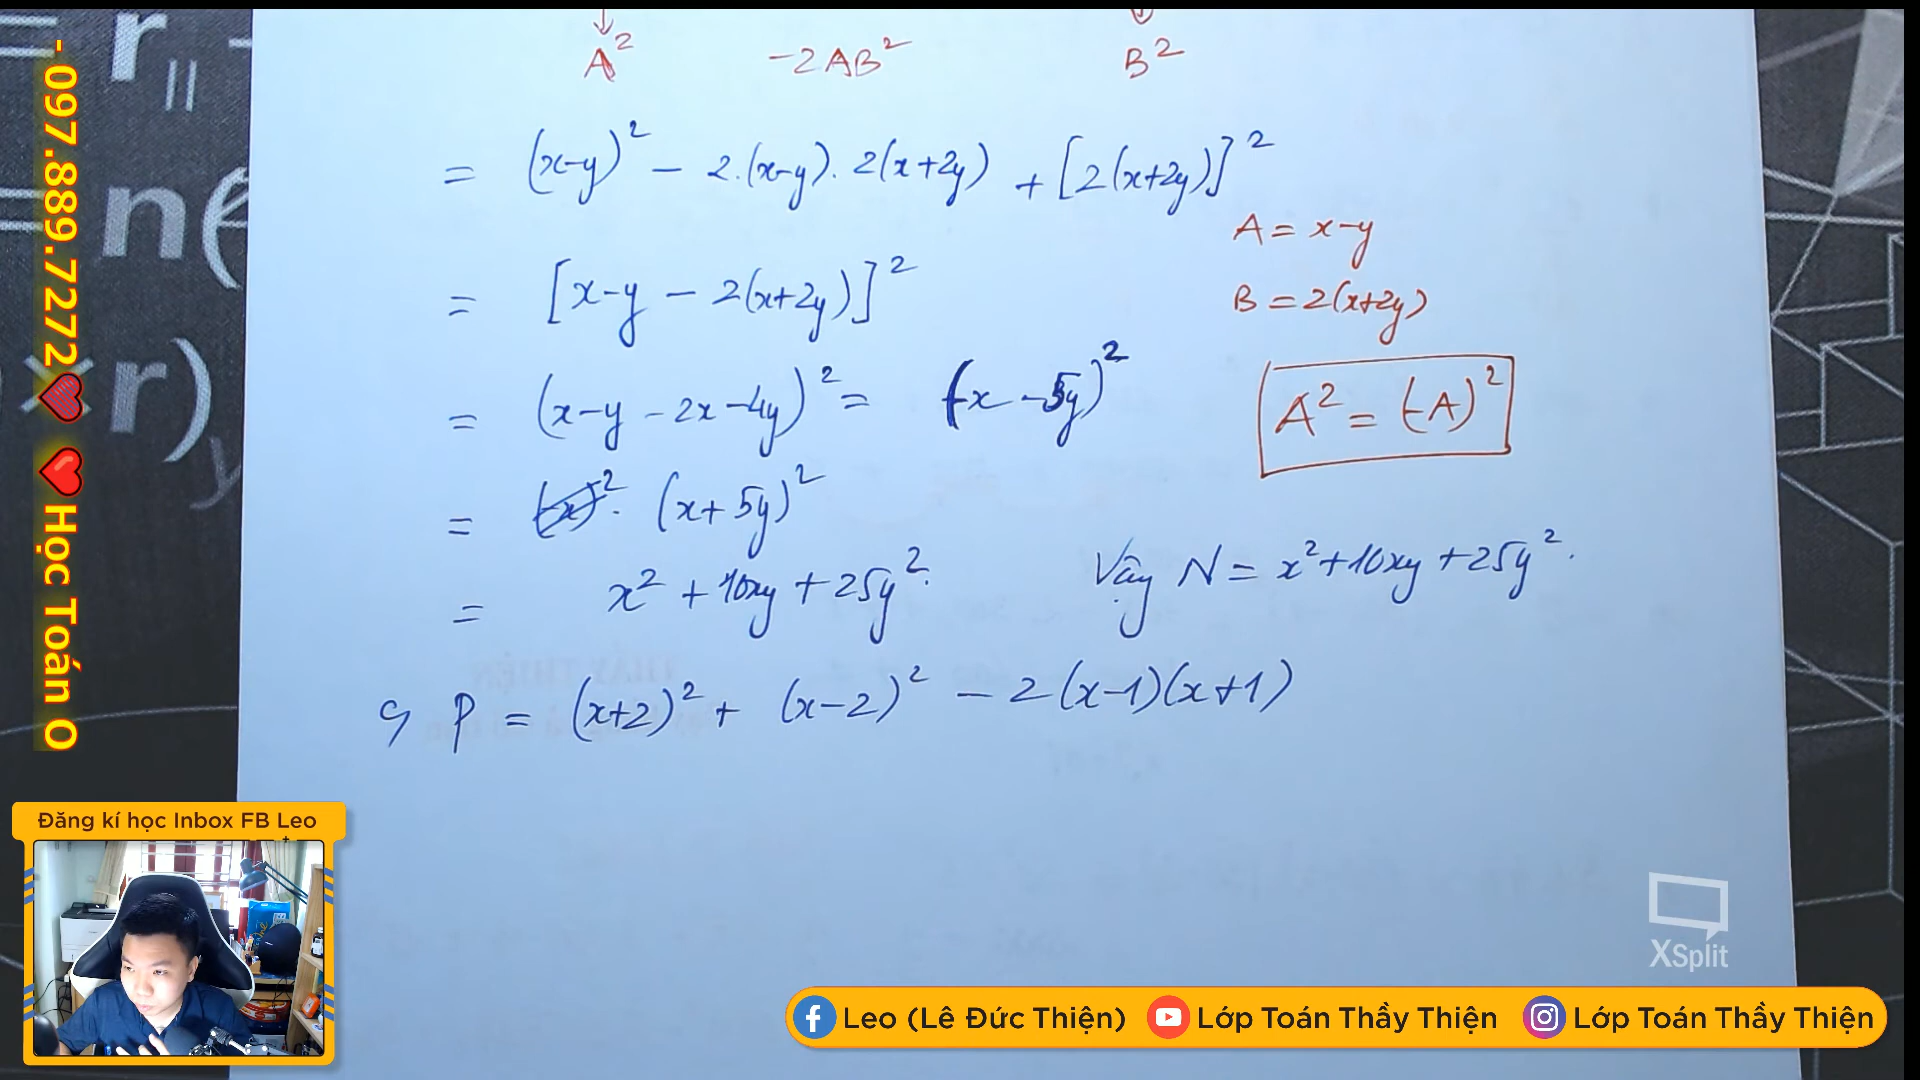 A²   -2AB²   B²
= (x-y)² - 2.(x-y).2(x+2y) + [2(x+2y)]²
A = x-y
= [x-y - 2(x+2y)]²
B = 2(x+2y)
= (x-y-2x-4y)² = (-x-5y)²
A² = (-A)²
= (x+5y)²
= x² + 10xy + 25y².
Vậy N = x²+10xy+25y².
c, P = (x+2)² + (x-2)² - 2(x-1)(x+1)
- 097.889.7272❤️ ❤️Học Toán O
Đăng kí học Inbox FB Leo
XSplit
Leo (Lê Đức Thiện) Lớp Toán Thầy Thiện Lớp Toán Thầy Thiện